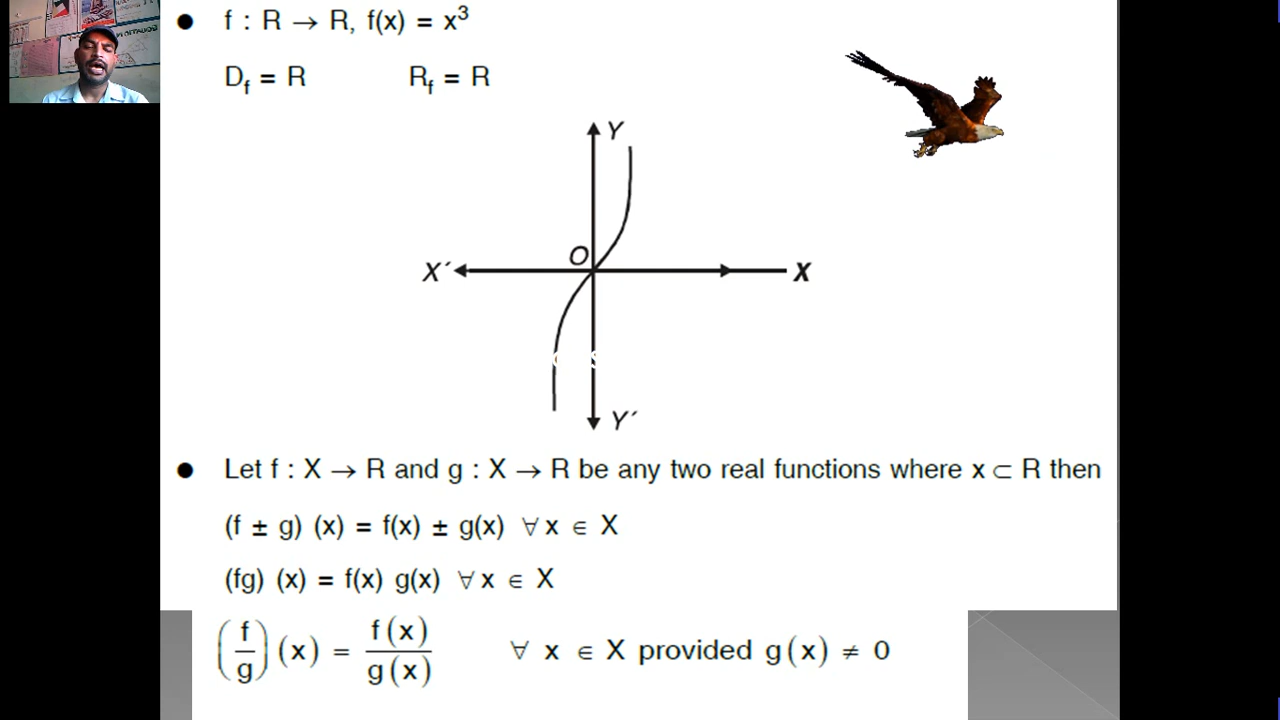 ● f : R → R, f(x) = x³
D_f = R R_f = R
Y
O
X´ X
Y´
● Let f : X → R and g : X → R be any two real functions where x ⊂ R then
(f ± g) (x) = f(x) ± g(x) ∀ x ∈ X
(fg) (x) = f(x) g(x) ∀ x ∈ X
(f/g)(x) = f(x)/g(x) ∀ x ∈ X provided g(x) ≠ 0